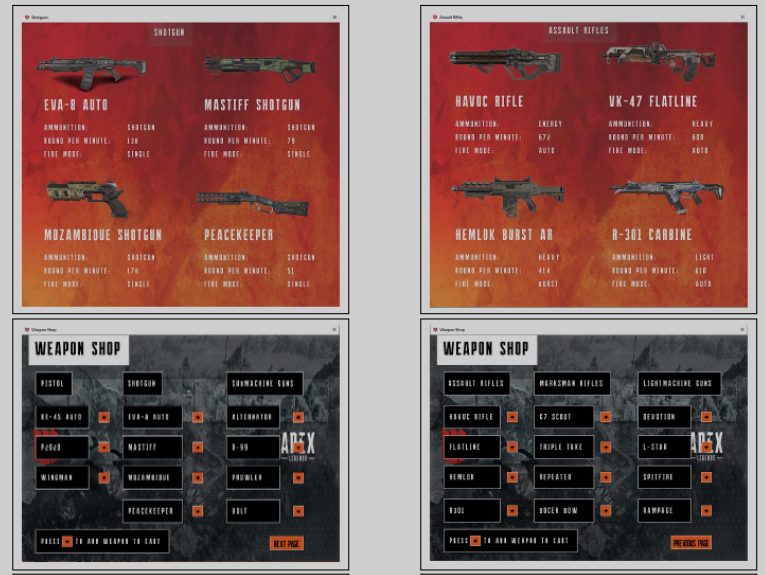 Shotguns
SHOTGUN
EVA-8 AUTO
MASTIFF SHOTGUN
AMMUNITION: SHOTGUN
AMMUNITION: SHOTGUN
ROUND PER MINUTE:
ROUND PER MINUTE:
FIRE MODE: SINGLE
FIRE MODE: SINGLE
MOZAMBIQUE SHOTGUN
PEACEKEEPER
AMMUNITION: SHOTGUN
AMMUNITION: SHOTGUN
ROUND PER MINUTE:
ROUND PER MINUTE: 51
FIRE MODE: SINGLE
FIRE MODE: SINGLE
Assault Rifles
ASSAULT RIFLES
HAVOC RIFLE
VK-47 FLATLINE
AMMUNITION: ENERGY
AMMUNITION: HEAVY
ROUND PER MINUTE: 672
ROUND PER MINUTE: 600
FIRE MODE: AUTO
FIRE MODE: AUTO
HEMLOK BURST AR
R-301 CARBINE
AMMUNITION: HEAVY
AMMUNITION: LIGHT
ROUND PER MINUTE:
ROUND PER MINUTE: 810
FIRE MODE: BURST
FIRE MODE: AUTO
Weapon Shop
WEAPON SHOP
PISTOL
SHOTGUN
SUBMACHINE GUNS
RE-45 AUTO
EVA-8 AUTO
ALTERNATOR
P2020
MASTIFF
R-99
WINGMAN
MOZAMBIQUE
PROWLER
PEACEKEEPER
VOLT
APEX
LEGENDS
PRESS + TO ADD WEAPON TO CART
NEXT PAGE
Weapon Shop
WEAPON SHOP
ASSAULT RIFLES
MARKSMAN RIFLES
LIGHTMACHINE GUNS
HAVOC RIFLE
G7 SCOUT
DEVOTION
FLATLINE
TRIPLE TAKE
L-STAR
HEMLOK
REPEATER
SPITFIRE
R301
BOCEK BOW
RAMPAGE
APEX
LEGENDS
PRESS + TO ADD WEAPON TO CART
PREVIOUS PAGE